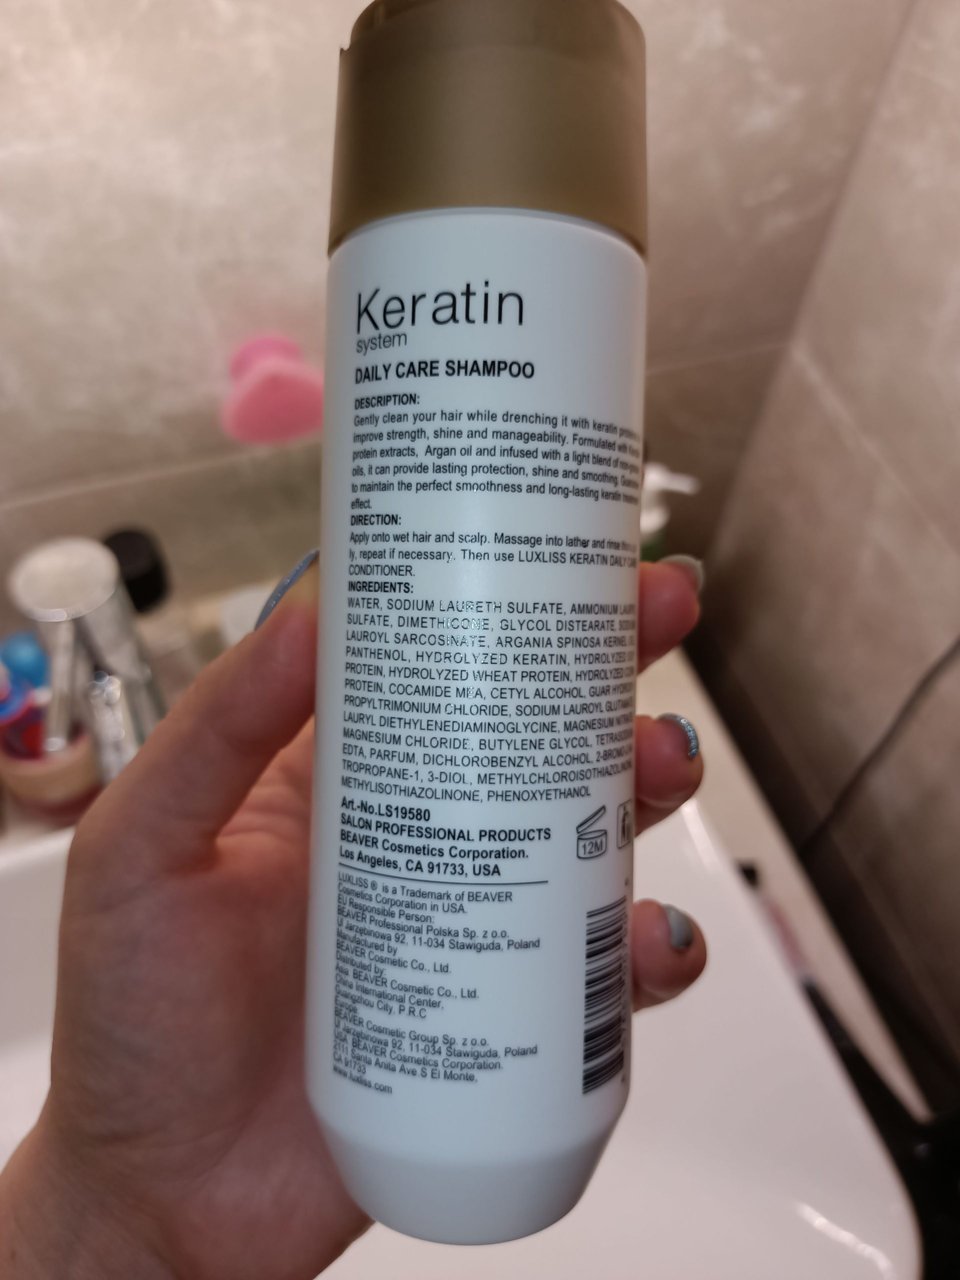 Keratin
system
DAILY CARE SHAMPOO
DESCRIPTION:
Gently clean your hair while drenching it with keratin
improve strength, shine and manageability. Formulated with
protein extracts, Argan oil and infused with a light blend of
oils, it can provide lasting protection, shine and smoothing.
to maintain the perfect smoothness and long-lasting keratin
effect.
DIRECTION:
Apply onto wet hair and scalp. Massage into lather and rinse
ly, repeat if necessary. Then use LUXLISS KERATIN DAILY
CONDITIONER.
INGREDIENTS:
WATER, SODIUM LAURETH SULFATE, AMMONIUM
SULFATE, DIMETHICONE, GLYCOL DISTEARATE,
LAUROYL SARCOSINATE, ARGANIA SPINOSA KERNEL
PANTHENOL, HYDROLYZED KERATIN, HYDROLYZED
PROTEIN, HYDROLYZED WHEAT PROTEIN, HYDROLYZED
PROTEIN, COCAMIDE MEA, CETYL ALCOHOL, GUAR
PROPYLTRIMONIUM CHLORIDE, SODIUM LAUROYL
LAURYL DIETHYLENEDIAMINOGLYCINE, MAGNESIUM
MAGNESIUM CHLORIDE, BUTYLENE GLYCOL,
EDTA, PARFUM, DICHLOROBENZYL ALCOHOL,
TROPROPANE-1, 3-DIOL, METHYLCHLOROISOTHIAZOLINONE,
METHYLISOTHIAZOLINONE, PHENOXYETHANOL
Art.-No.LS19580
SALON PROFESSIONAL PRODUCTS
BEAVER Cosmetics Corporation.
Los Angeles, CA 91733, USA
12M
LUXLISS ® is a Trademark of BEAVER
Cosmetics Corporation in USA.
EU Responsible Person:
BEAVER Professional Polska Sp. z o.o.
Ul Jarzębinowa 92, 11-034 Stawiguda, Poland
Manufactured by
BEAVER Cosmetic Co., Ltd.
Distributed by:
Asia: BEAVER Cosmetic Co., Ltd.
China International Center,
Guangzhou City, P.R.C
Europe:
BEAVER Cosmetic Group Sp. z o.o.
Ul Jarzębinowa 92, 11-034 Stawiguda, Poland
USA: BEAVER Cosmetics Corporation.
2111 Santa Anita Ave.S El Monte,
CA 91733
www.luxliss.com